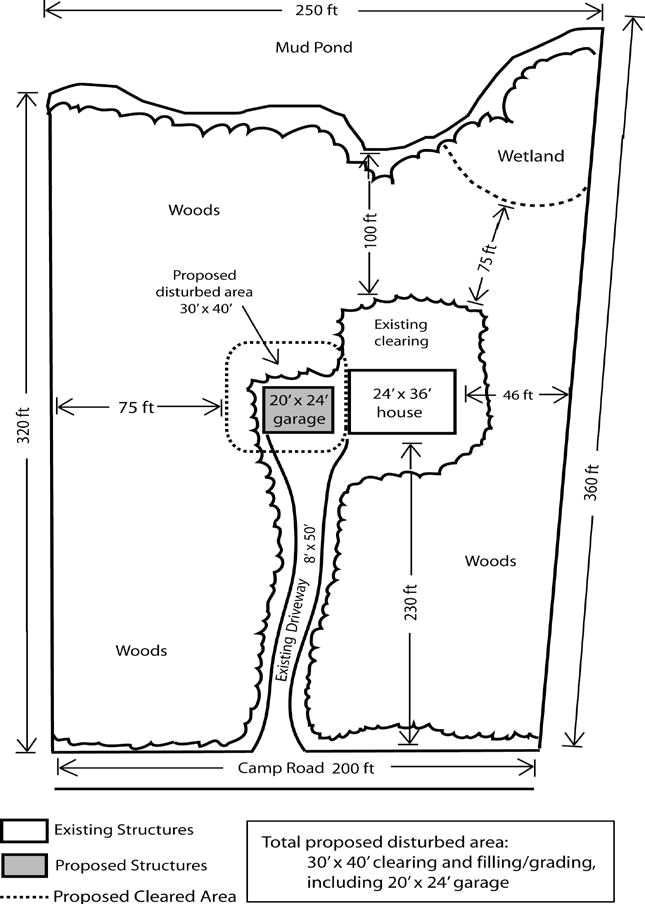 250 ft
Mud Pond
Wetland
Woods
100 ft
75 ft
Proposed
disturbed area
30' x 40'
Existing
clearing
20' x 24'
garage
24' x 36'
house
75 ft
46 ft
320 ft
360 ft
8' x 50'
Existing Driveway
230 ft
Woods
Woods
Camp Road 200 ft
Existing Structures
Proposed Structures
Proposed Cleared Area
Total proposed disturbed area:
30' x 40' clearing and filling/grading,
including 20' x 24' garage